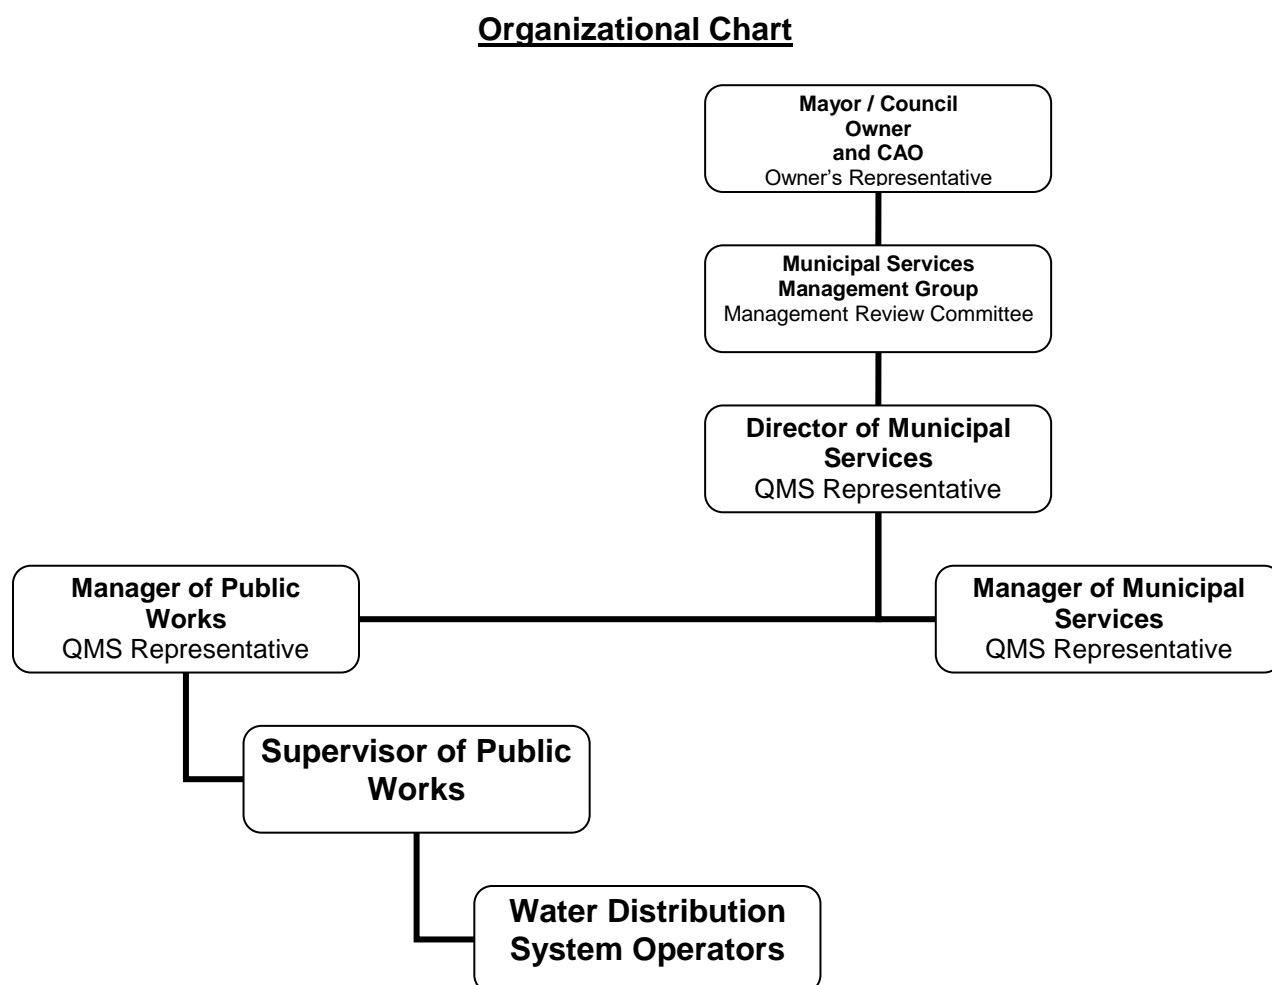 Organizational Chart
Mayor / Council
Owner
and CAO
Owner's Representative
Municipal Services
Management Group
Management Review Committee
Director of Municipal
Services
QMS Representative
Manager of Public
Works
QMS Representative
Manager of Municipal
Services
QMS Representative
Supervisor of Public
Works
Water Distribution
System Operators